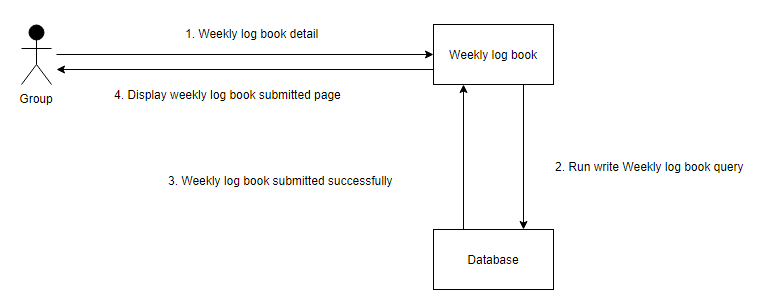 1. Weekly log book detail
Weekly log book
Group
4. Display weekly log book submitted page
3. Weekly log book submitted successfully
2. Run write Weekly log book query
Database